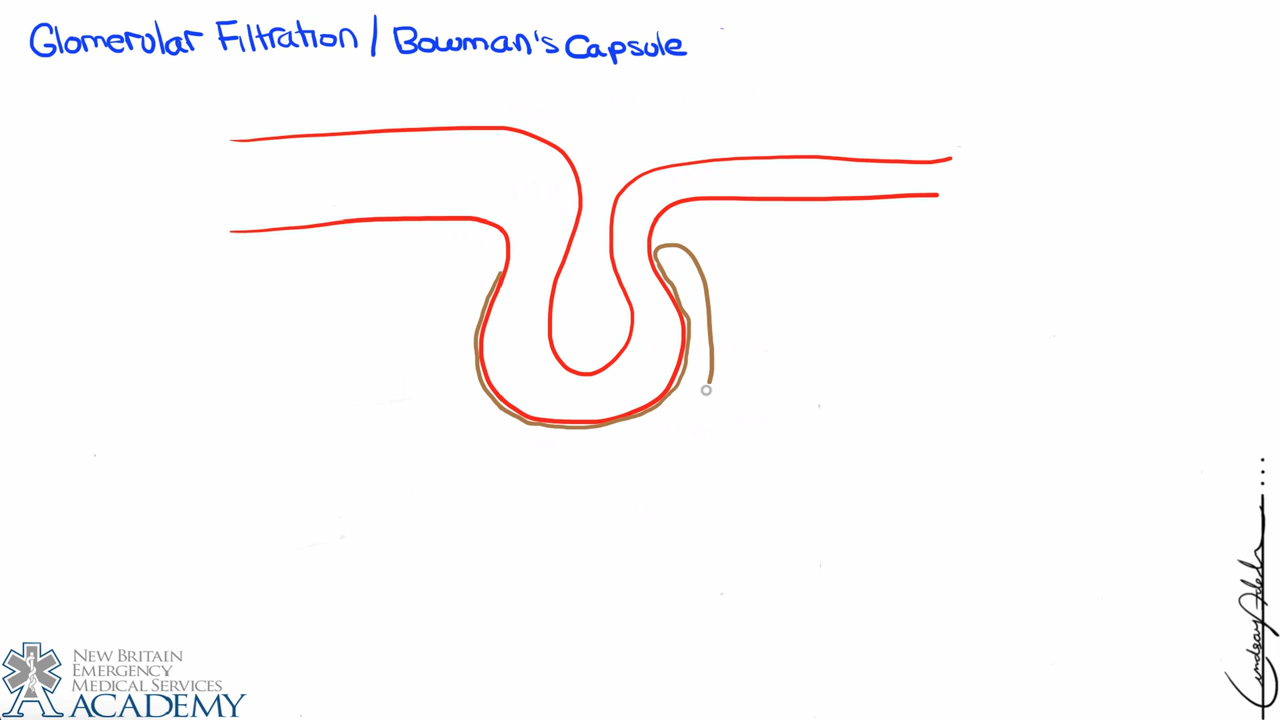 Glomerular Filtration / Bowman's Capsule
New Britain
Emergency
Medical Services
Academy